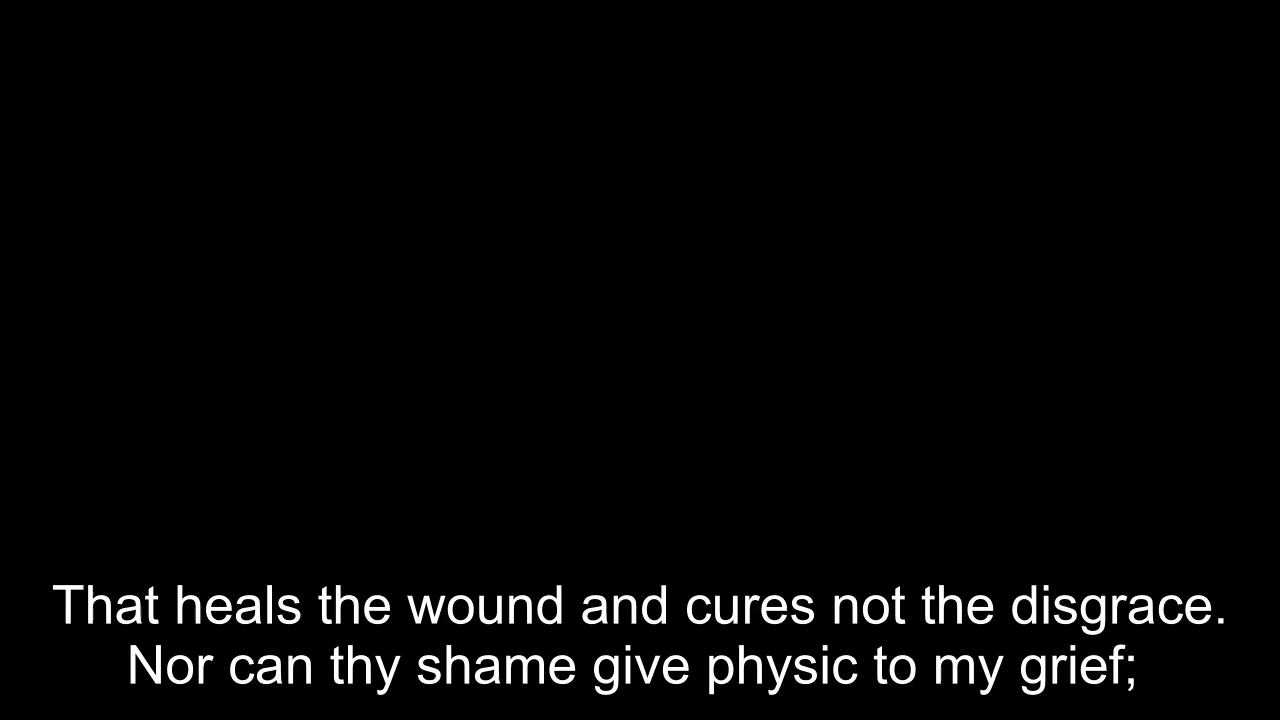 That heals the wound and cures not the disgrace.
Nor can thy shame give physic to my grief;